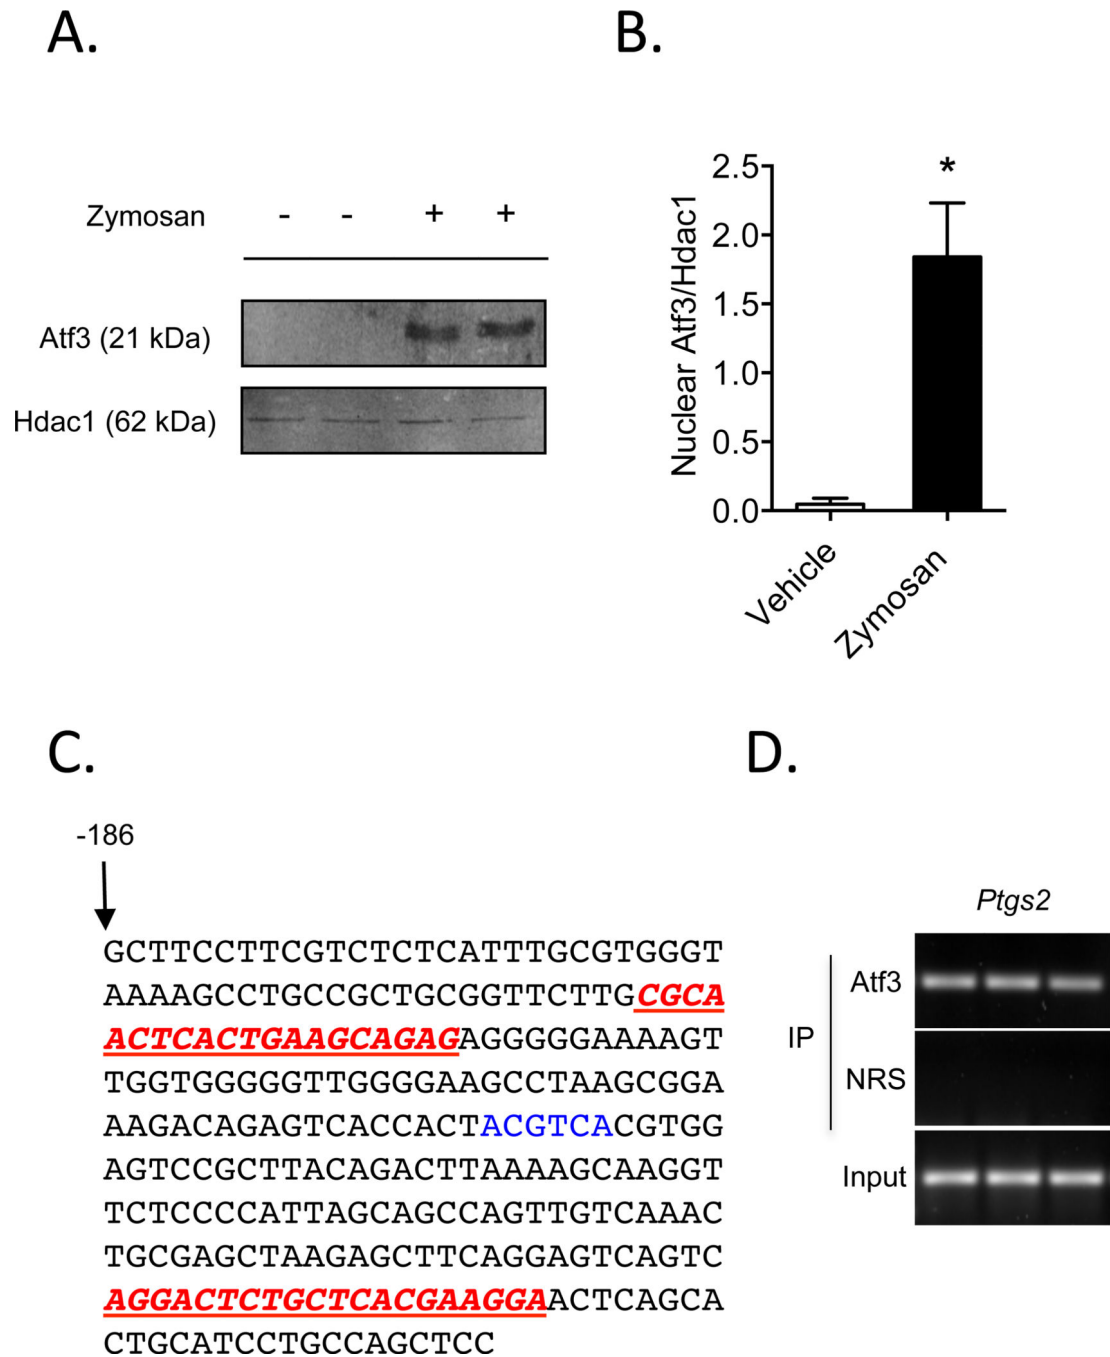 A.
Zymosan - - + +
Atf3 (21 kDa)
Hdac1 (62 kDa)
B.
Nuclear Atf3/Hdac1
2.5
2.0
1.5
1.0
0.5
0.0
*
Vehicle
Zymosan
C.
-186
GCTTCCTTCGTCTCTCATTTGCGTGGGT
AAAAGCCTGCCGCTGCGGTTCTTGCGCA
ACTCACTGAAGCAGAGAGGGGGAAAAGT
TGGTGGGGGTTGGGGAAGCCTAAGCGGA
AAGACAGAGTCACCACTACGTCACGTGG
AGTCCGCTTACAGACTTAAAAGCAAGGT
TCTCCCCATTAGCAGCCAGTTGTCAAAC
TGCGAGCTAAGAGCTTCAGGAGTCAGTC
AGGACTCTGCTCACGAAGGAACTCAGCA
CTGCATCCTGCCAGCTCC
D.
Ptgs2
IP
Atf3
NRS
Input